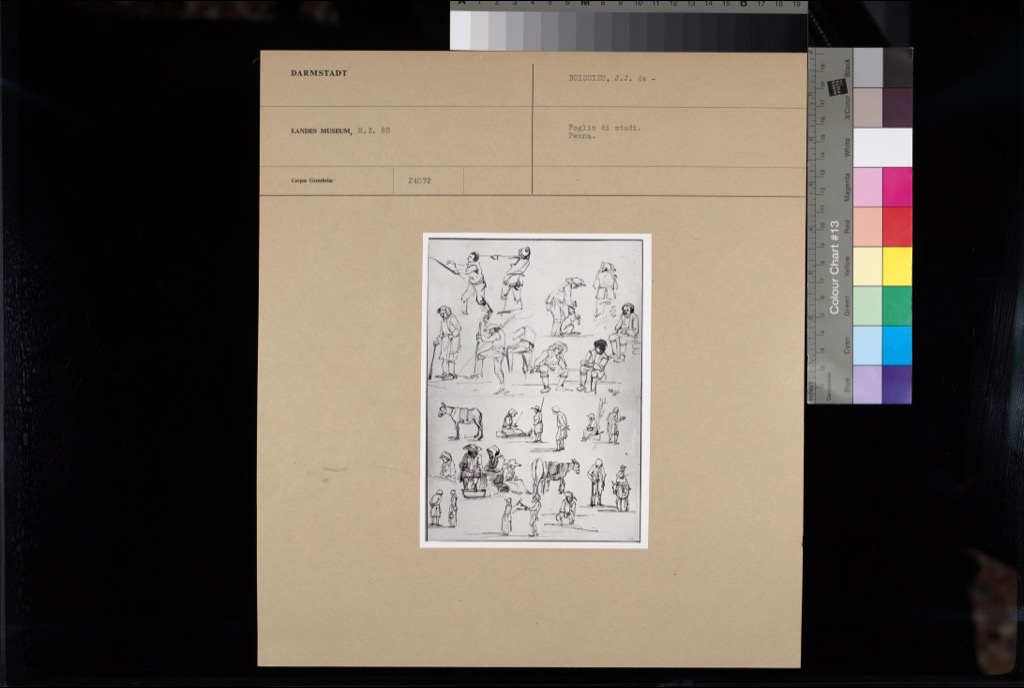 DARMSTADT
BOISSIEU, J.J. de -
LANDES MUSEUM, H.Z. 88
Foglio di studi.
Penna.
Corpus Gernsheim
24072
Colour Chart #13
Black
3/Color
White
Magenta
Red
Yellow
Green
Cyan
Blue
A 1 2 3 4 5 6 M 8 9 10 11 12 13 14 15 B 17 18 19